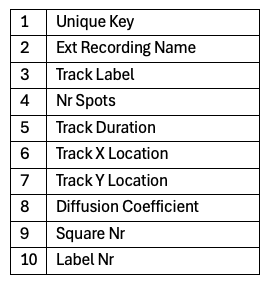 1 Unique Key
2 Ext Recording Name
3 Track Label
4 Nr Spots
5 Track Duration
6 Track X Location
7 Track Y Location
8 Diffusion Coefficient
9 Square Nr
10 Label Nr